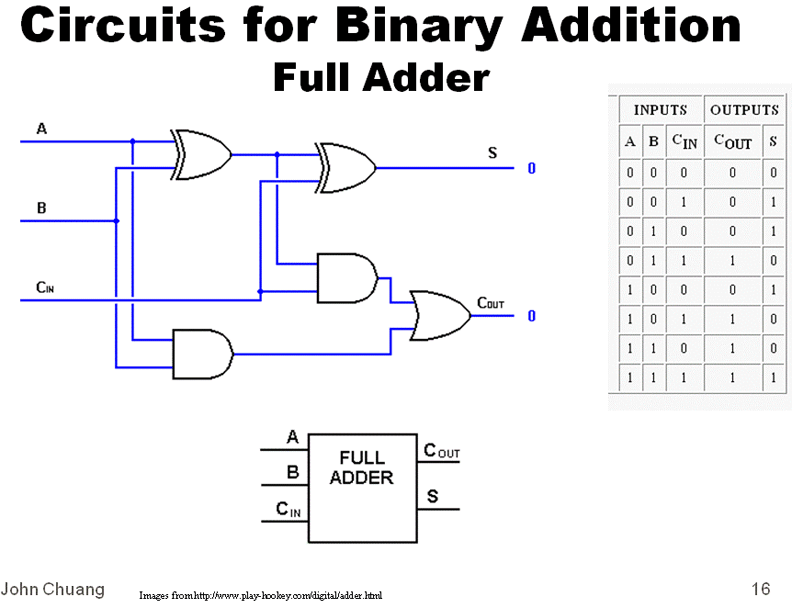 Circuits for Binary Addition
Full Adder
A
B
CIN
S
0
COUT
0
INPUTS OUTPUTS
A B CIN COUT S
0 0 0 0 0
0 0 1 0 1
0 1 0 0 1
0 1 1 1 0
1 0 0 0 1
1 0 1 1 0
1 1 0 1 0
1 1 1 1 1
A
B
CIN
FULL
ADDER
COUT
S
John Chuang
Images from http://www.play-hookey.com/digital/adder.html
16